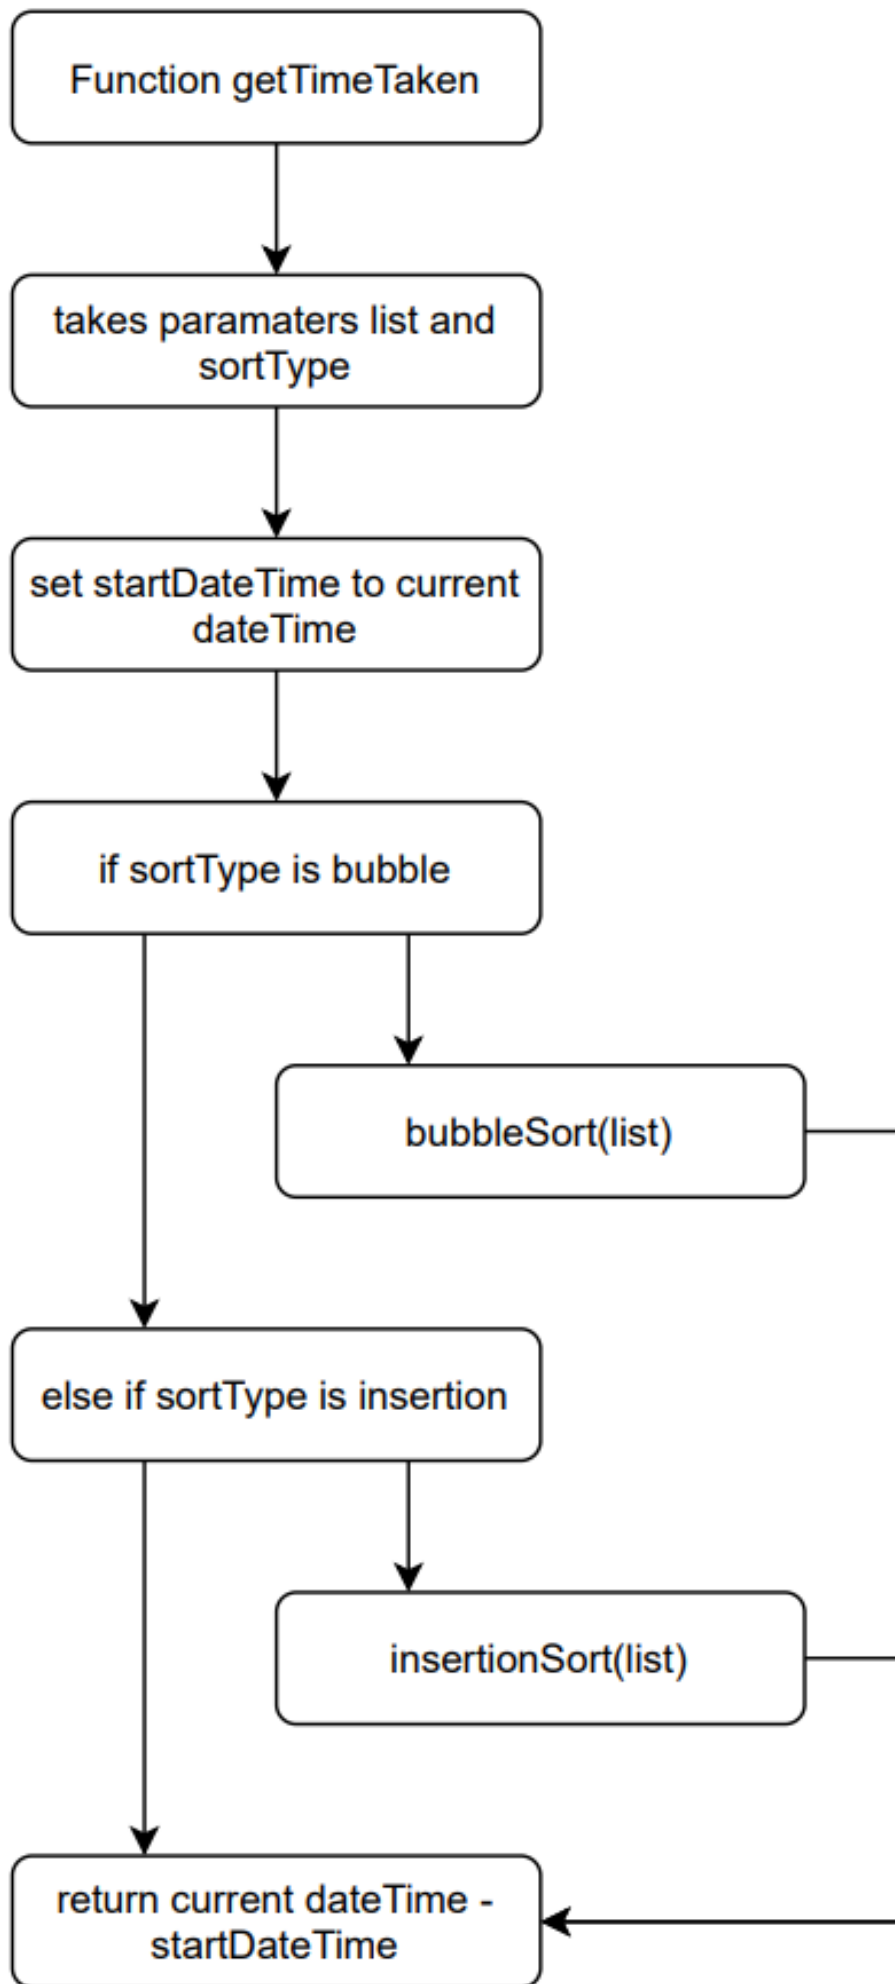 Function getTimeTaken
takes paramaters list and
sortType
set startDateTime to current
dateTime
if sortType is bubble
bubbleSort(list)
else if sortType is insertion
insertionSort(list)
return current dateTime -
startDateTime